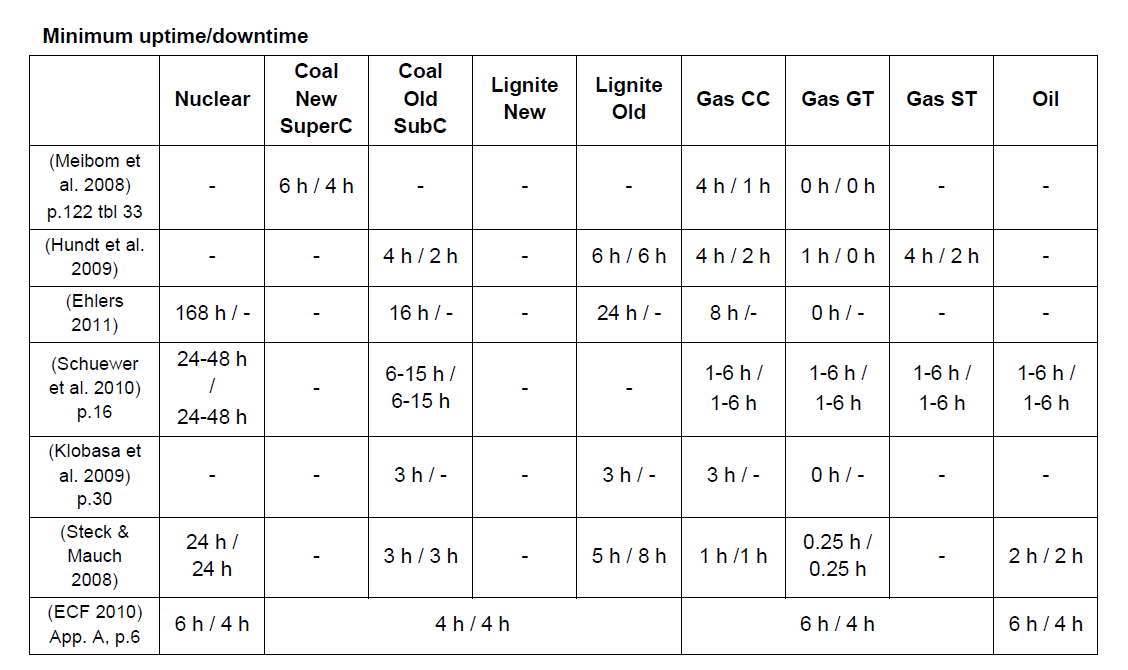 Minimum uptime/downtime
Nuclear
Coal
New
SuperC
Coal
Old
SubC
Lignite
New
Lignite
Old
Gas CC
Gas GT
Gas ST
Oil
(Meibom et
al. 2008)
p.122 tbl 33
-
6 h / 4 h
-
-
-
4 h / 1 h
0 h / 0 h
-
-
(Hundt et al.
2009)
-
-
4 h / 2 h
-
6 h / 6 h
4 h / 2 h
1 h / 0 h
4 h / 2 h
-
(Ehlers
2011)
168 h / -
-
16 h / -
-
24 h / -
8 h /-
0 h / -
-
-
(Schuewer
et al. 2010)
p.16
24-48 h
/
24-48 h
-
6-15 h /
6-15 h
-
-
1-6 h /
1-6 h
1-6 h /
1-6 h
1-6 h /
1-6 h
1-6 h /
1-6 h
(Klobasa et
al. 2009)
p.30
-
-
3 h / -
-
3 h / -
3 h / -
0 h / -
-
-
(Steck &
Mauch
2008)
24 h /
24 h
-
3 h / 3 h
-
5 h / 8 h
1 h /1 h
0.25 h /
0.25 h
-
2 h / 2 h
(ECF 2010)
App. A, p.6
6 h / 4 h
4 h / 4 h
6 h / 4 h
6 h / 4 h